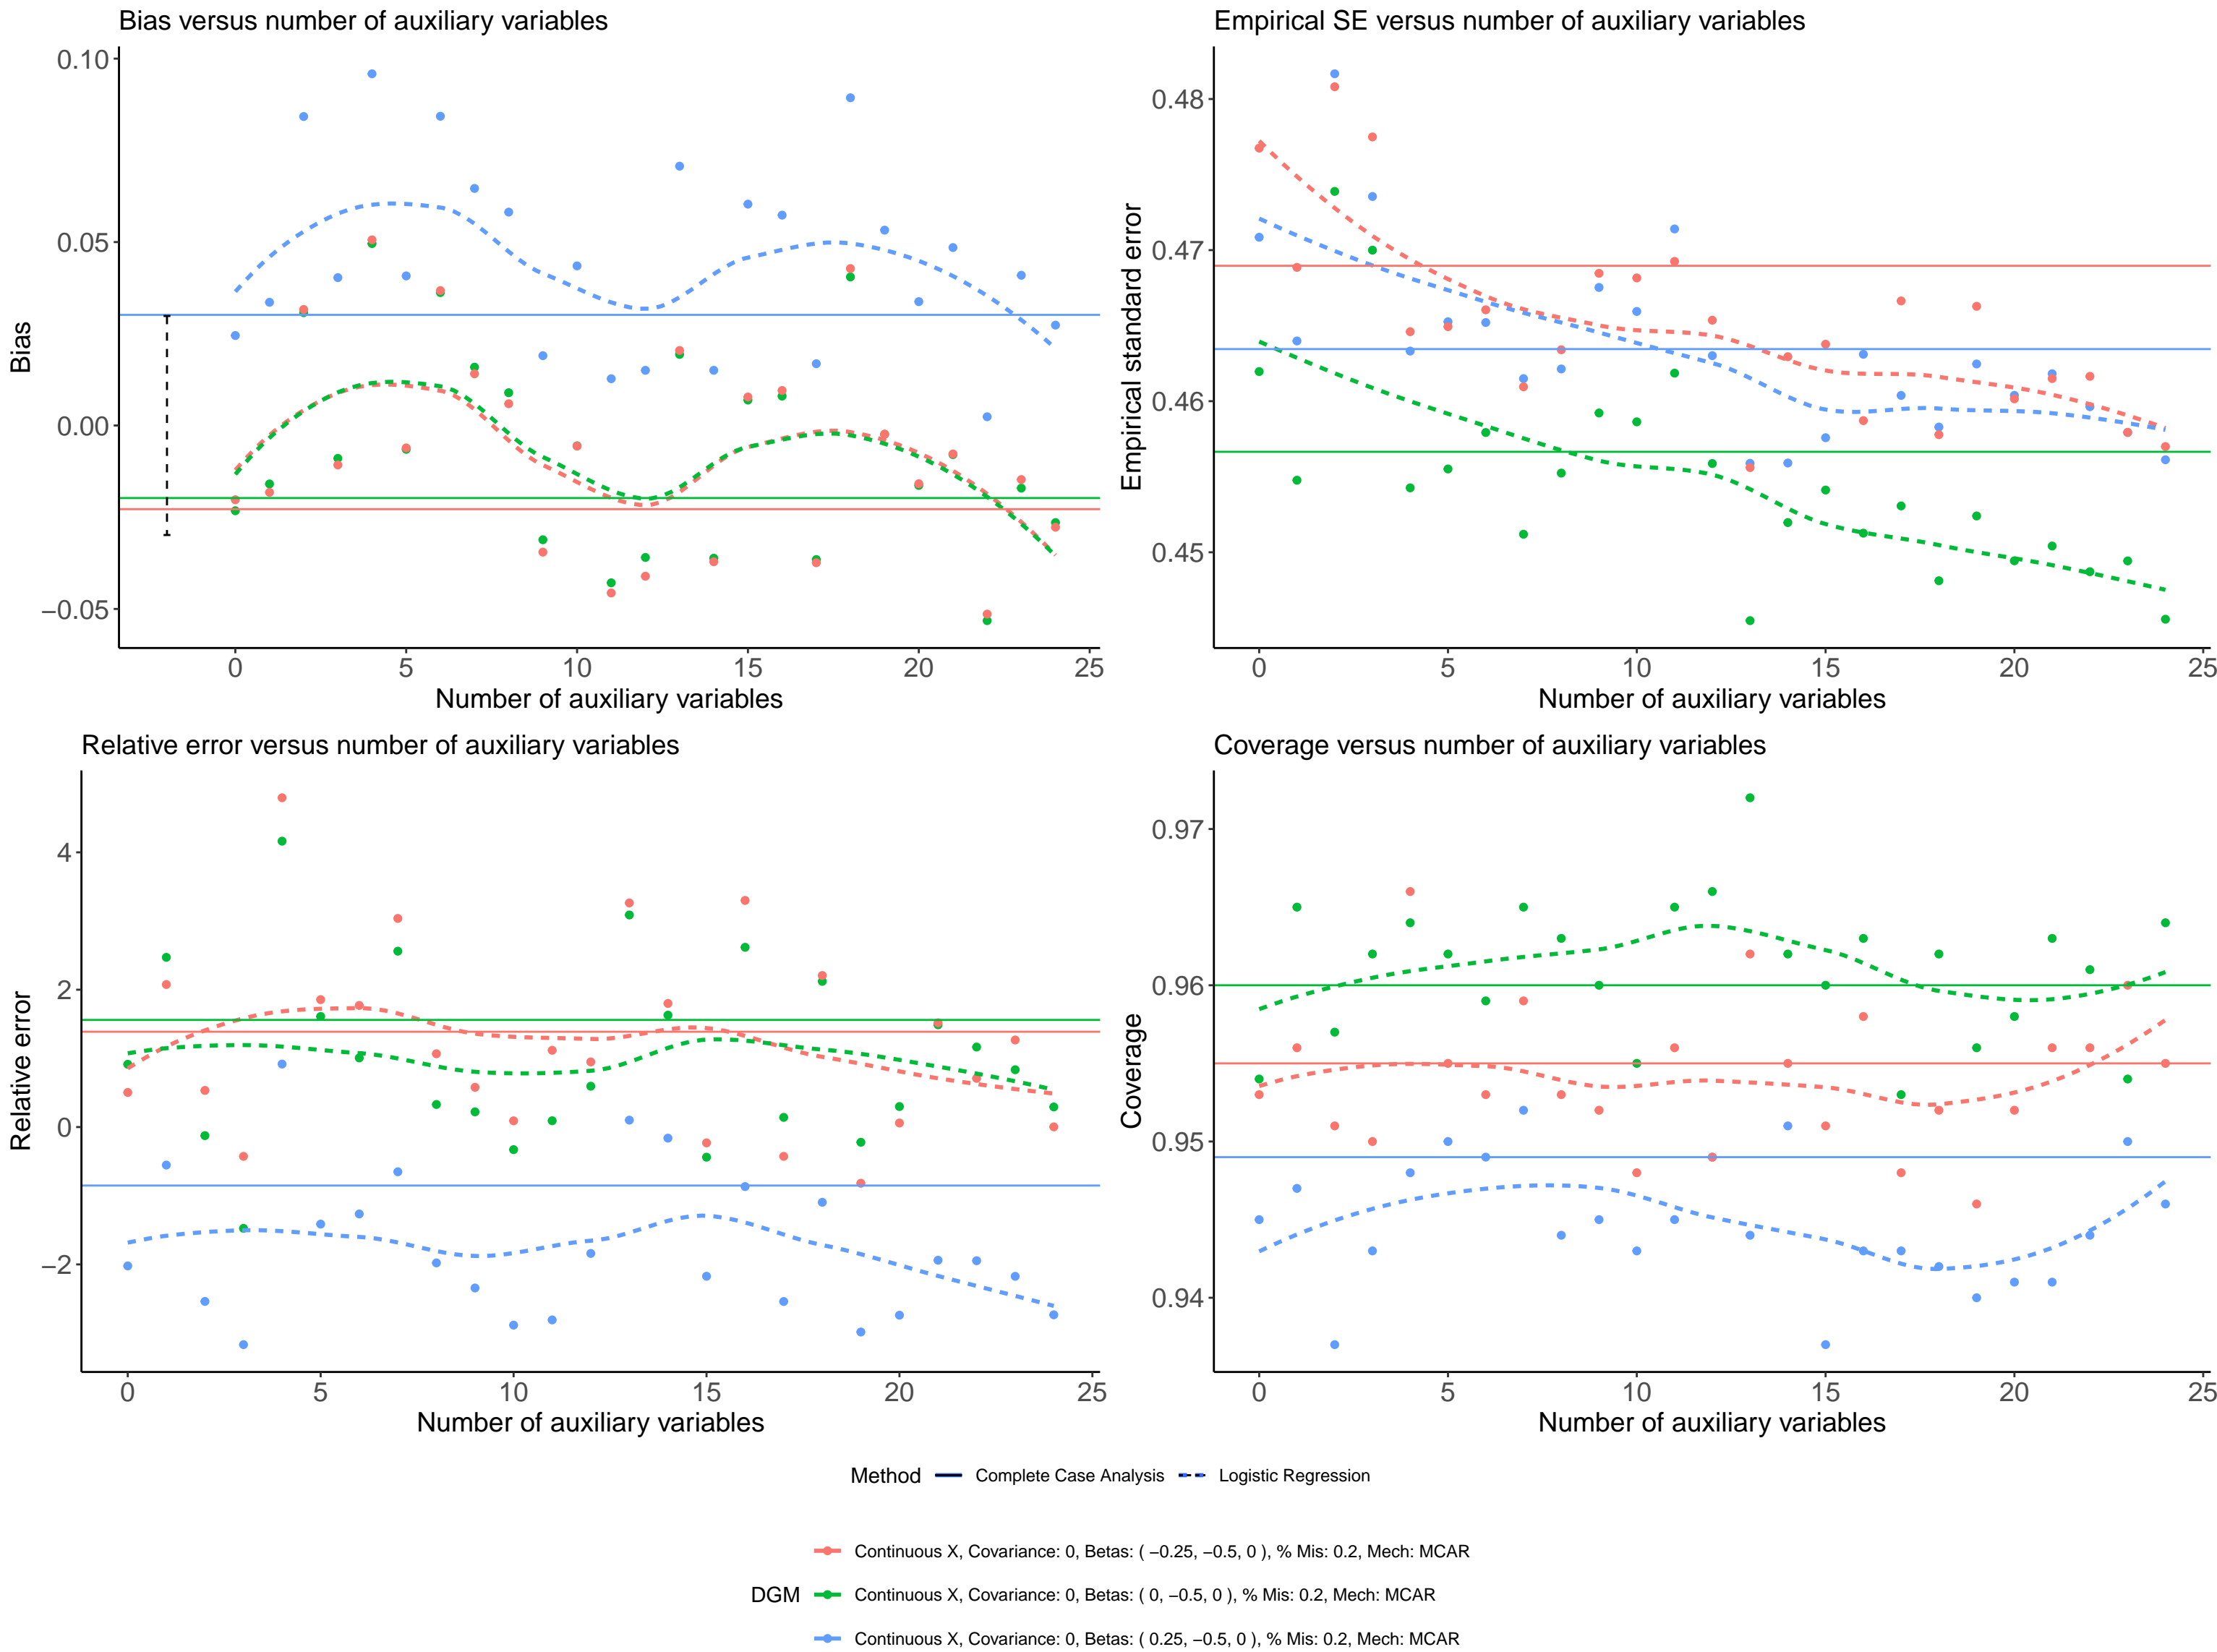 Bias versus number of auxiliary variables
0.10
0.05
0.00
−0.05
Bias
0 5 10 15 20 25
Number of auxiliary variables
Empirical SE versus number of auxiliary variables
0.48
0.47
0.46
0.45
Empirical standard error
0 5 10 15 20 25
Number of auxiliary variables
Relative error versus number of auxiliary variables
4
2
0
−2
Relative error
0 5 10 15 20 25
Number of auxiliary variables
Coverage versus number of auxiliary variables
0.97
0.96
0.95
0.94
Coverage
0 5 10 15 20 25
Number of auxiliary variables
Method Complete Case Analysis Logistic Regression
DGM
Continuous X, Covariance: 0, Betas: ( −0.25, −0.5, 0 ), % Mis: 0.2, Mech: MCAR
Continuous X, Covariance: 0, Betas: ( 0, −0.5, 0 ), % Mis: 0.2, Mech: MCAR
Continuous X, Covariance: 0, Betas: ( 0.25, −0.5, 0 ), % Mis: 0.2, Mech: MCAR